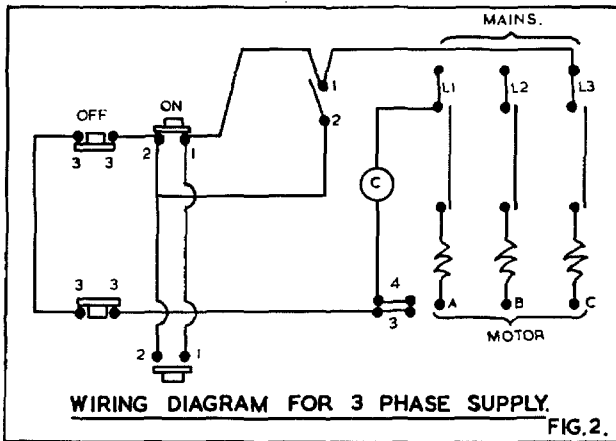 MAINS.
L1 L2 L3
1
2
OFF ON
3 3 2 1
C
3 3
4
3
A B C
MOTOR
2 1
WIRING DIAGRAM FOR 3 PHASE SUPPLY.
FIG.2.